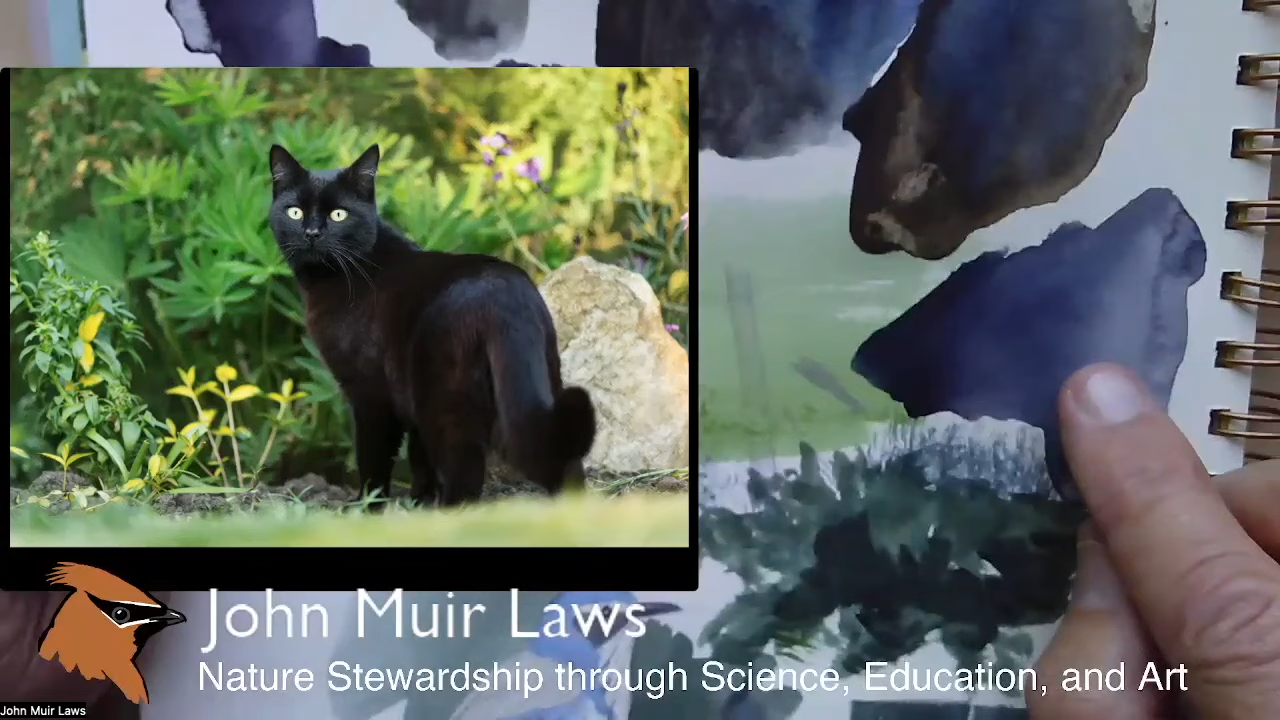 John Muir Laws
Nature Stewardship through Science, Education, and Art
John Muir Laws